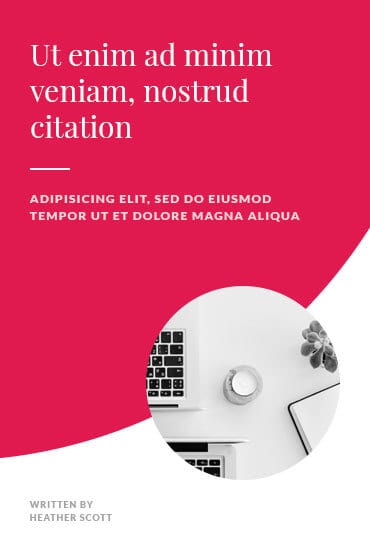 Ut enim ad minim
veniam, nostrud
citation
ADIPISICING ELIT, SED DO EIUSMOD
TEMPOR UT ET DOLORE MAGNA ALIQUA
WRITTEN BY
HEATHER SCOTT